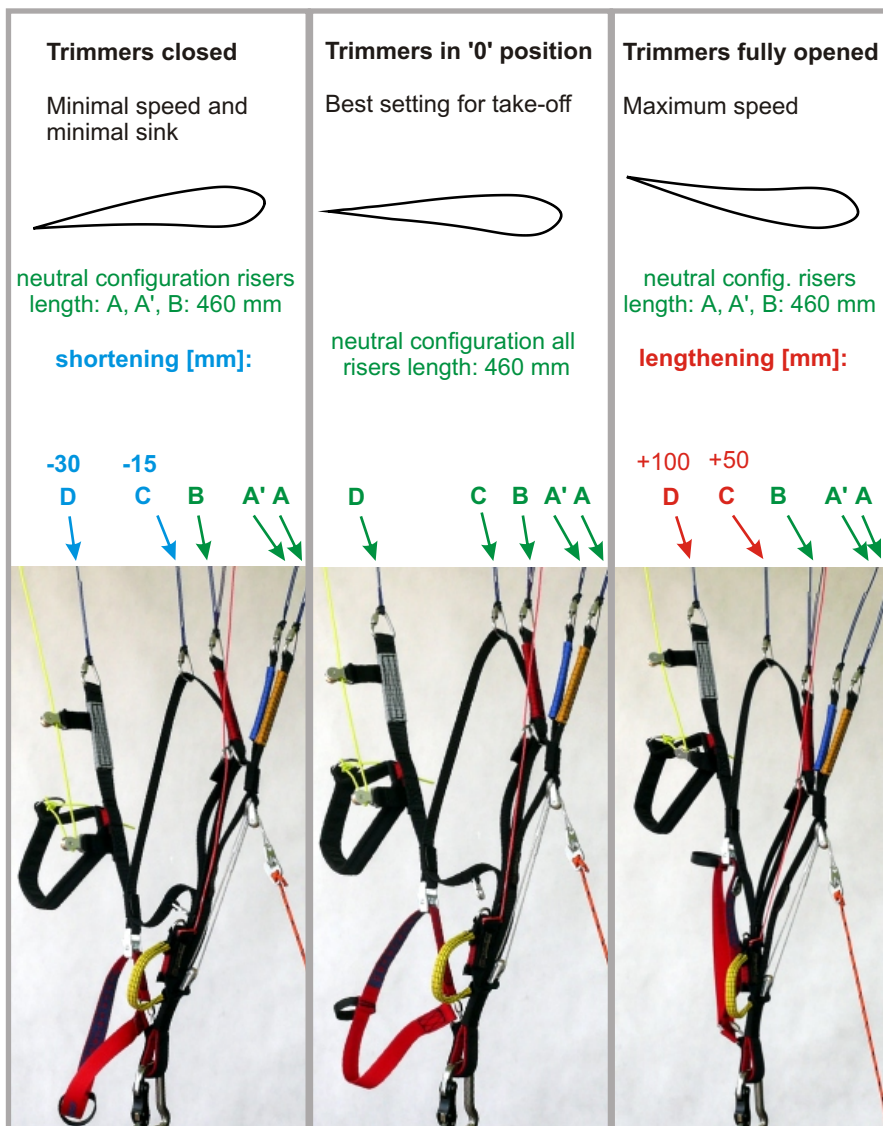 Trimmers closed
Minimal speed and
minimal sink
neutral configuration risers
length: A, A', B: 460 mm
shortening [mm]:
-30 -15
D C B A' A
Trimmers in '0' position
Best setting for take-off
neutral configuration all
risers length: 460 mm
D C B A' A
Trimmers fully opened
Maximum speed
neutral config. risers
length: A, A', B: 460 mm
lengthening [mm]:
+100 +50
D C B A' A